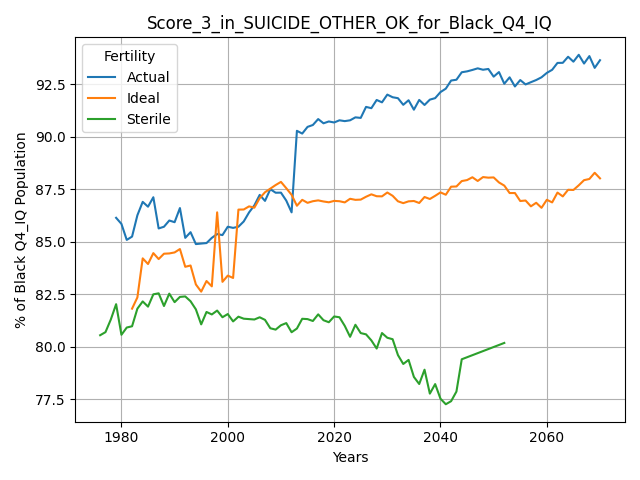 Score_3_in_SUICIDE_OTHER_OK_for_Black_Q4_IQ
Fertility
Actual
Ideal
Sterile
% of Black Q4_IQ Population
92.5
90.0
87.5
85.0
82.5
80.0
77.5
1980
2000
2020
2040
2060
Years